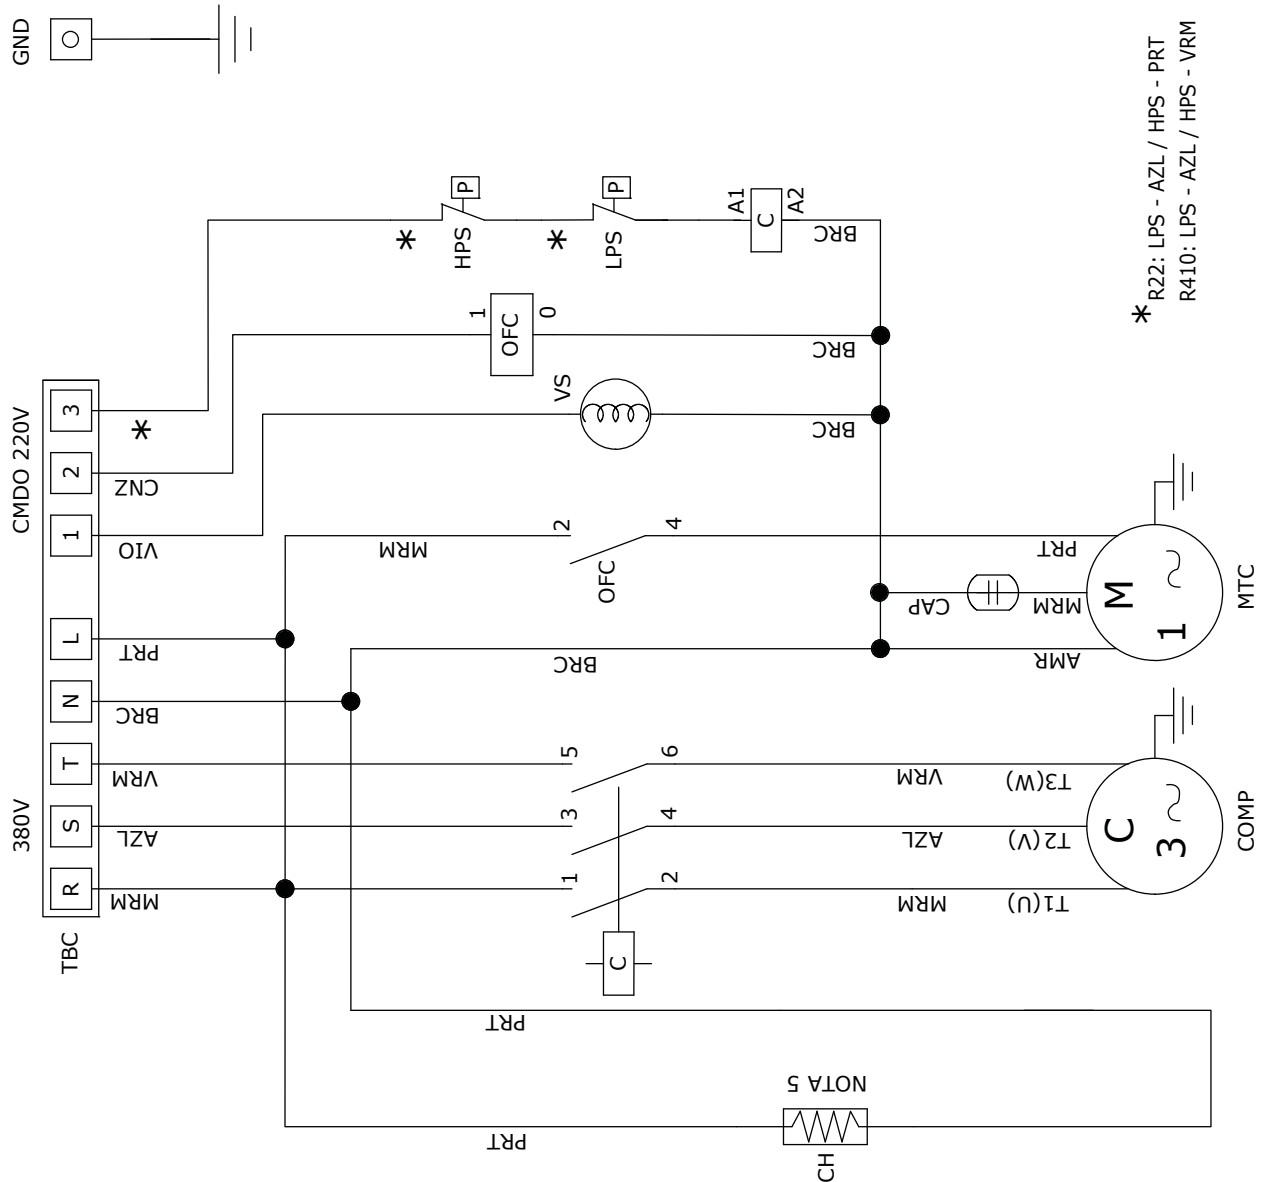 GND
CMDO 220V
380V
TBC
3
2
1
L
N
T
S
R
*
CNZ
VIO
PRT
BRC
VRM
AZL
MRM
*
HPS
P
*
LPS
P
A1
C
A2
BRC
1
OFC
0
BRC
VS
BRC
MRM
2
OFC
4
PRT
CAP
MRM
BRC
AMR
M
1
MTC
5
6
VRM
T3(W)
3
4
AZL
T2(V)
1
2
MRM
T1(U)
C
3
COMP
C
PRT
NOTA 5
PRT
CH
* R22: LPS - AZL / HPS - PRT
R410: LPS - AZL / HPS - VRM